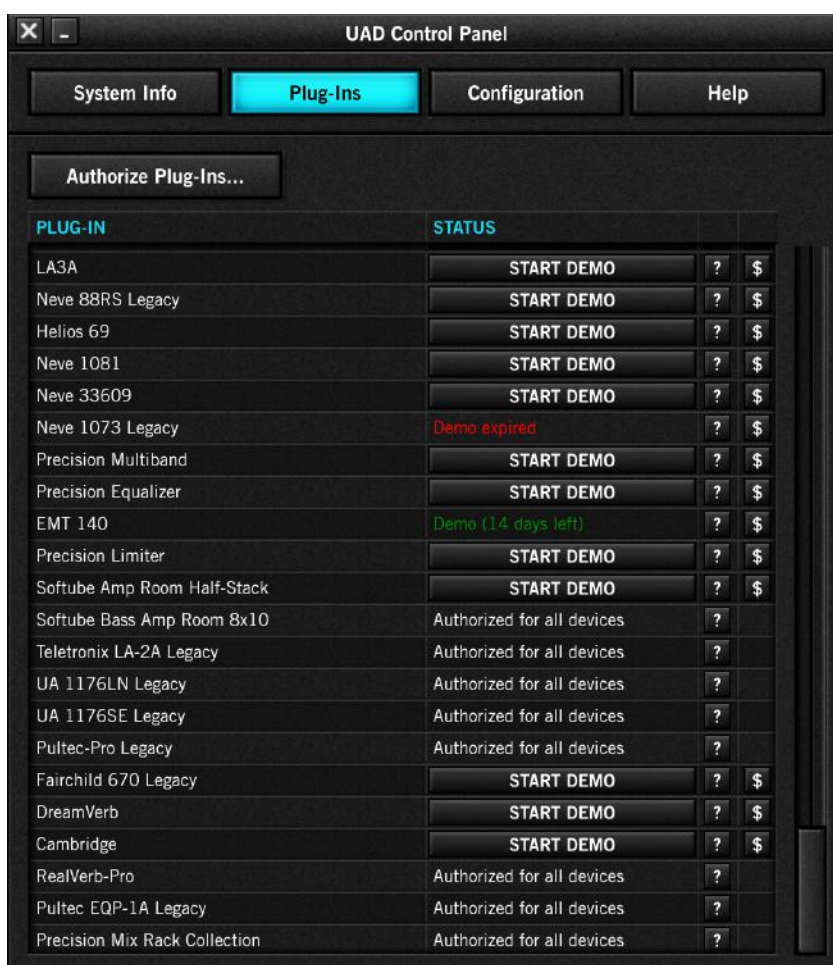 UAD Control Panel
System Info Plug-Ins Configuration Help
Authorize Plug-Ins...
PLUG-IN STATUS
LA3A START DEMO ? $
Neve 88RS Legacy START DEMO ? $
Helios 69 START DEMO ? $
Neve 1081 START DEMO ? $
Neve 33609 START DEMO ? $
Neve 1073 Legacy Demo expired ? $
Precision Multiband START DEMO ? $
Precision Equalizer START DEMO ? $
EMT 140 Demo (14 days left) ? $
Precision Limiter START DEMO ? $
Softube Amp Room Half-Stack START DEMO ? $
Softube Bass Amp Room 8x10 Authorized for all devices ?
Teletronix LA-2A Legacy Authorized for all devices ?
UA 1176LN Legacy Authorized for all devices ?
UA 1176SE Legacy Authorized for all devices ?
Pultec-Pro Legacy Authorized for all devices ?
Fairchild 670 Legacy START DEMO ? $
DreamVerb START DEMO ? $
Cambridge START DEMO ? $
RealVerb-Pro Authorized for all devices ?
Pultec EQP-1A Legacy Authorized for all devices ?
Precision Mix Rack Collection Authorized for all devices ?